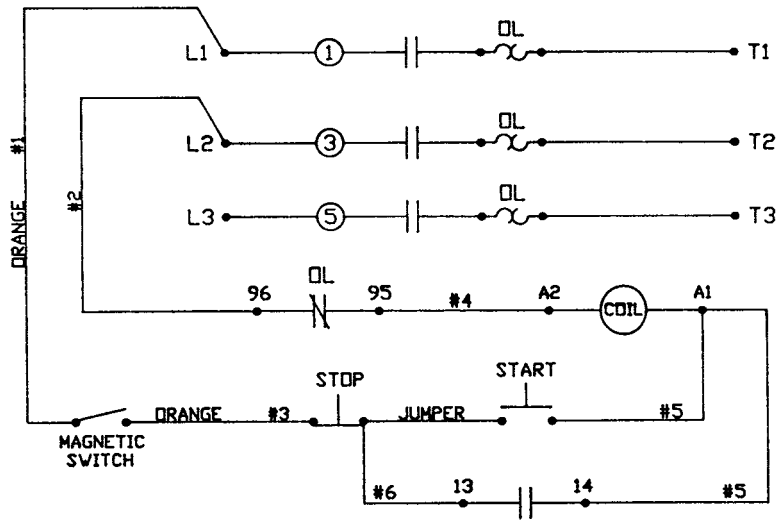 OL
L1 1 T1
OL
L2 3 T2
OL
L3 5 T3
#1
ORANGE
#2
OL
96 95 #4 A2 COIL A1
STOP START
ORANGE #3 JUMPER #5
MAGNETIC
SWITCH
#6 13 14 #5